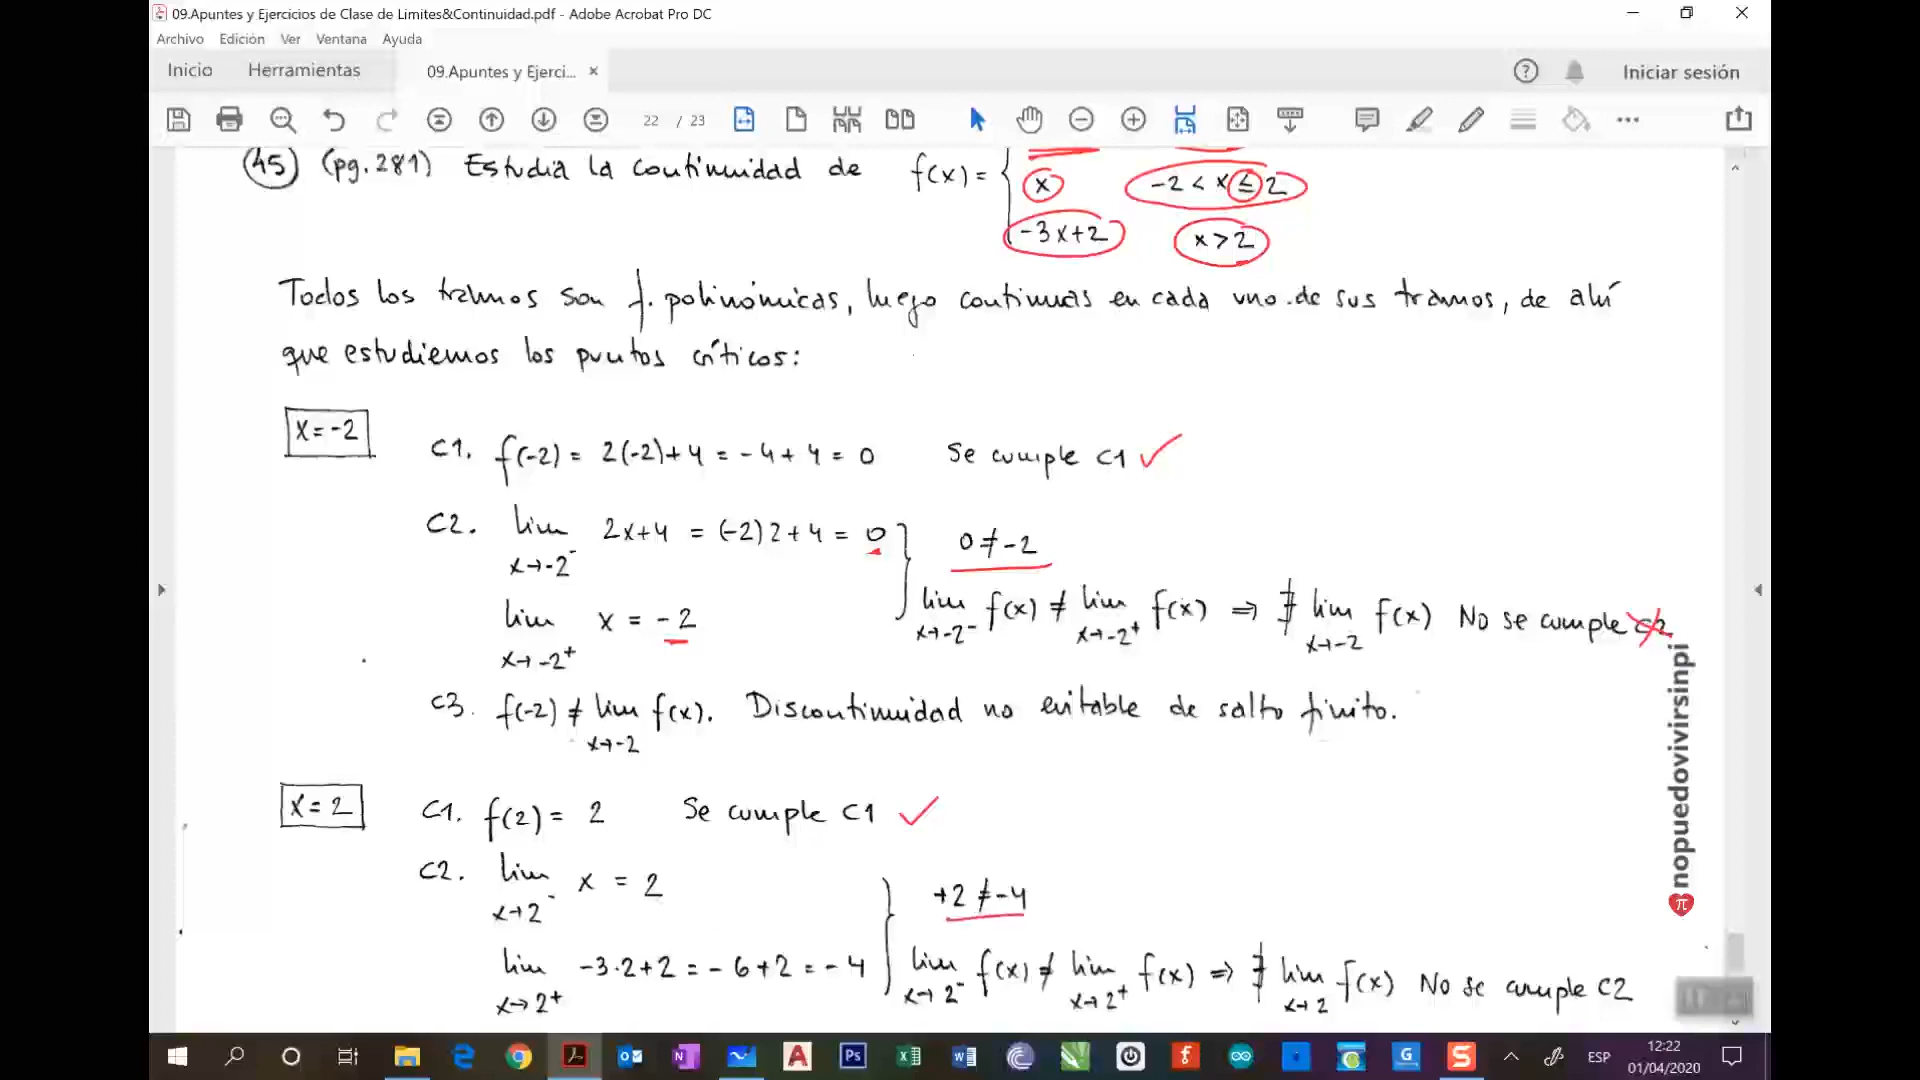 09.Apuntes y Ejercicios de Clase de Limites&Continuidad.pdf - Adobe Acrobat Pro DC
Archivo Edición Ver Ventana Ayuda
Inicio Herramientas 09.Apuntes y Ejerci... × Iniciar sesión
22 / 23
45 (pg.281) Estudia la continuidad de f(x) = { x -2 < x ≤ 2
-3x+2 x > 2
Todos los tramos son f. polinómicas, luego continuas en cada uno de sus tramos, de ahí
que estudiemos los puntos críticos:
x = -2
C1. f(-2) = 2(-2)+4 = -4+4 = 0 Se cumple C1 ✓
C2. lim x→-2⁻ 2x+4 = (-2)2+4 = 0
0 ≠ -2
lim x→-2⁺ x = -2
lim x→-2⁻ f(x) ≠ lim x→-2⁺ f(x) ⇒ ∄ lim x→-2 f(x) No se cumple C2
C3. f(-2) ≠ lim x→-2 f(x). Discontinuidad no evitable de salto finito.
x = 2
C1. f(2) = 2 Se cumple C1 ✓
C2. lim x→2⁻ x = 2
+2 ≠ -4
lim x→2⁺ -3·2+2 = -6+2 = -4
lim x→2⁻ f(x) ≠ lim x→2⁺ f(x) ⇒ ∄ lim x→2 f(x) No se cumple C2
nopuedovivirsinpi
π
ESP
12:22
01/04/2020